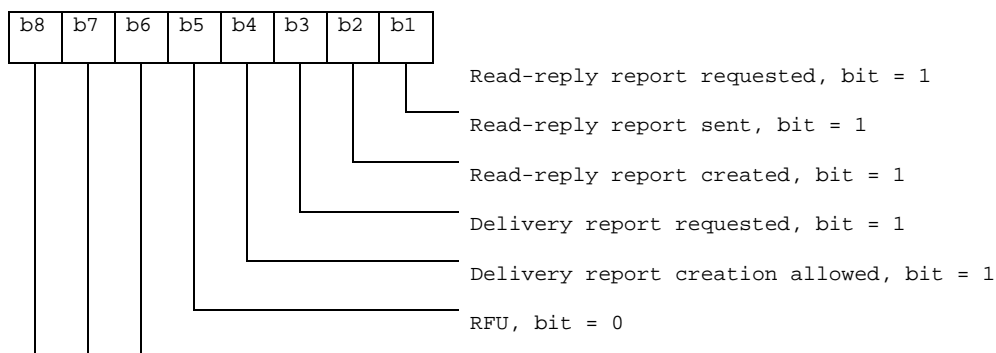 b8 b7 b6 b5 b4 b3 b2 b1
Read-reply report requested, bit = 1
Read-reply report sent, bit = 1
Read-reply report created, bit = 1
Delivery report requested, bit = 1
Delivery report creation allowed, bit = 1
RFU, bit = 0